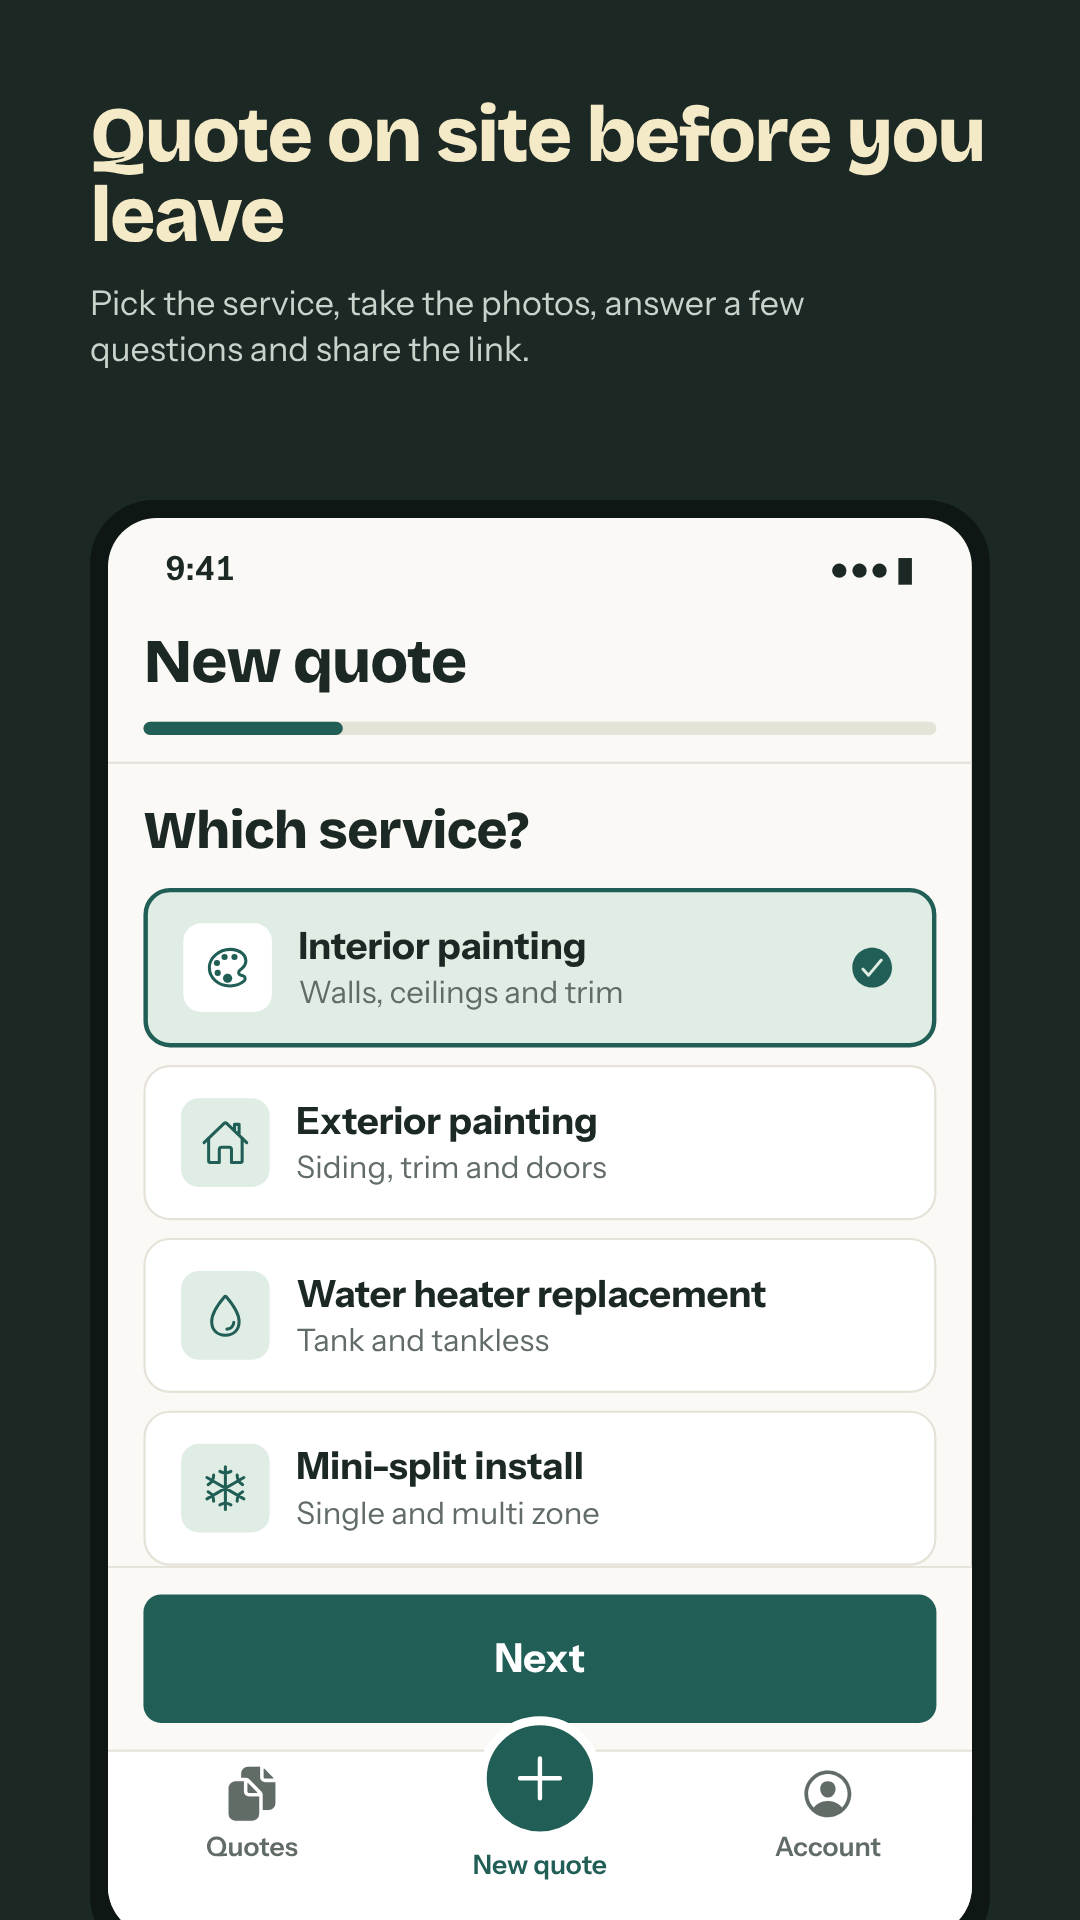 Quote on site before you
leave
Pick the service, take the photos, answer a few
questions and share the link.
9:41
New quote
Which service?
Interior painting
Walls, ceilings and trim
Exterior painting
Siding, trim and doors
Water heater replacement
Tank and tankless
Mini-split install
Single and multi zone
Next
Quotes
New quote
Account